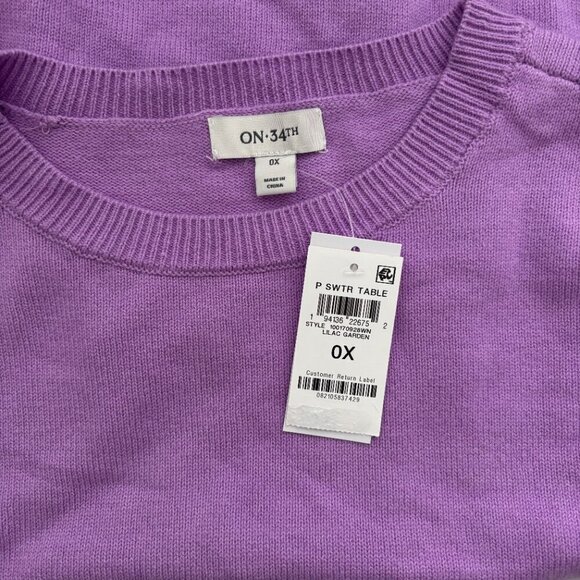 ON·34TH
0X
MADE IN
CHINA
P SWTR TABLE
1 94136 22675 2
STYLE 100170928WN
LILAC GARDEN
0X
Customer Return Label
082105837429